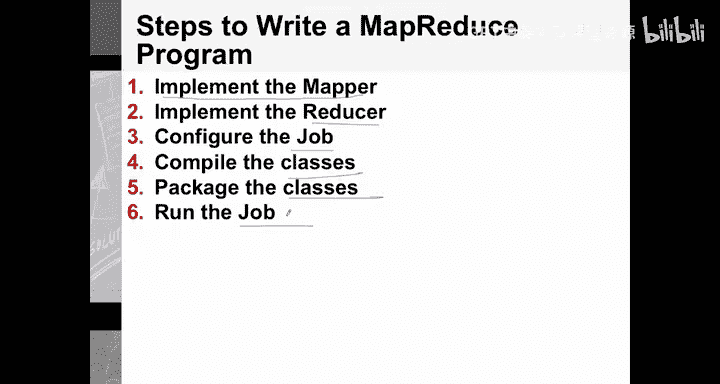 Steps to Write a MapReduce
Program
1. Implement the Mapper
2. Implement the Reducer
3. Configure the Job
4. Compile the classes
5. Package the classes
6. Run the Job
bilibili